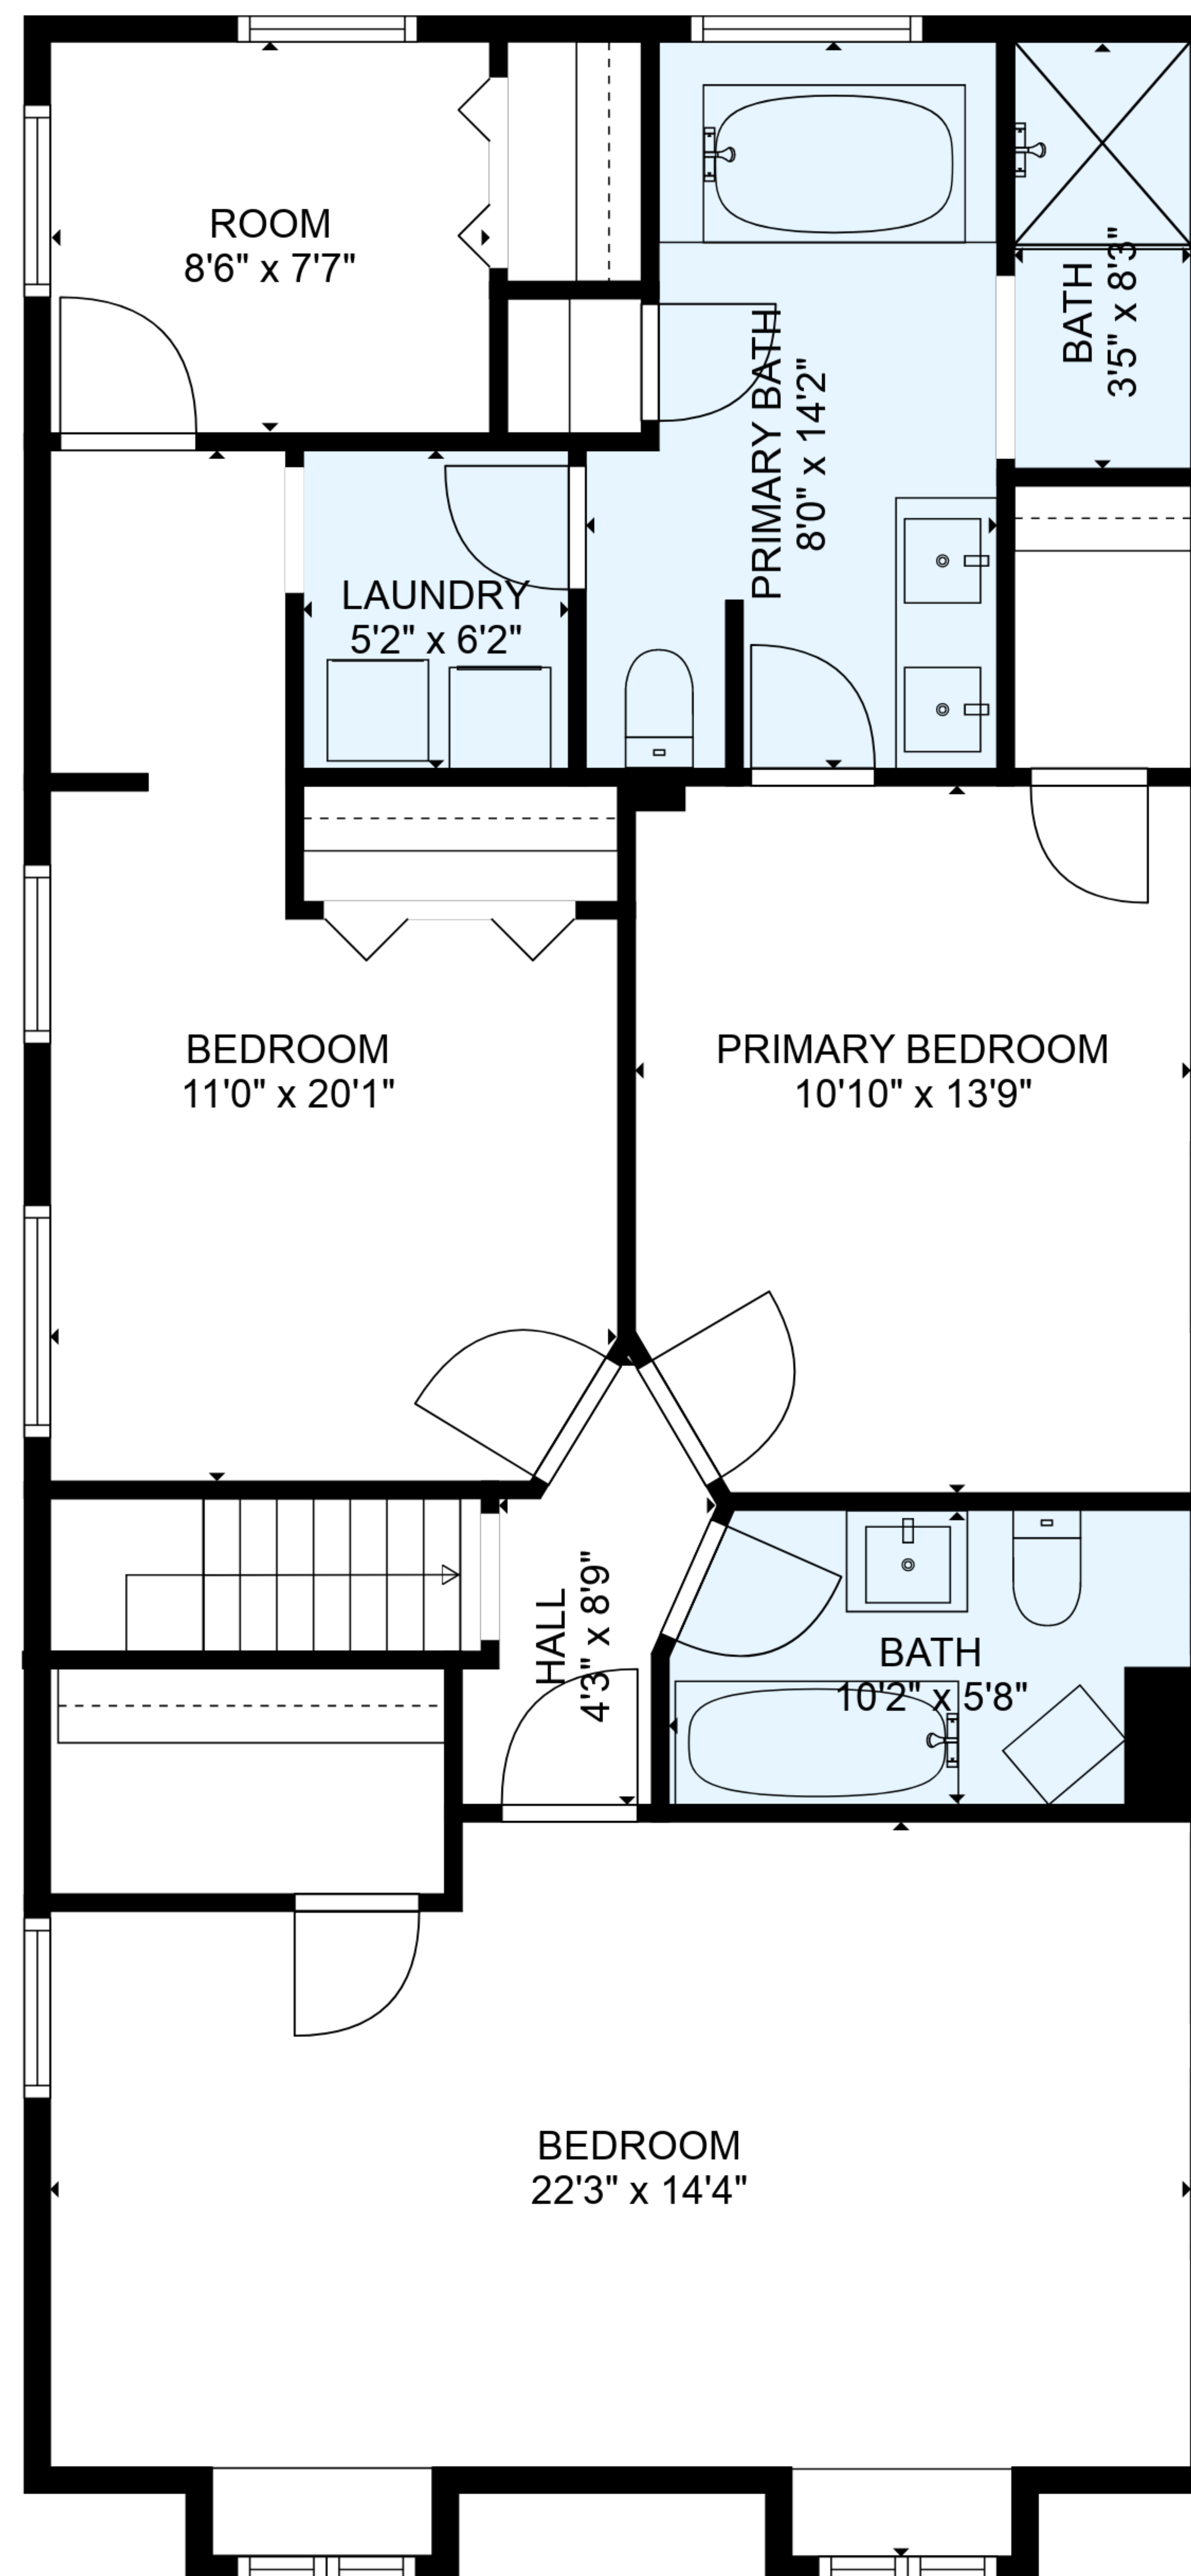 ROOM
8'6" x 7'7"
BATH
3'5" x 8'3"
PRIMARY BATH
8'0" x 14'2"
LAUNDRY
5'2" x 6'2"
BEDROOM
11'0" x 20'1"
PRIMARY BEDROOM
10'10" x 13'9"
HALL
4'3" x 8'9"
BATH
10'2" x 5'8"
BEDROOM
22'3" x 14'4"